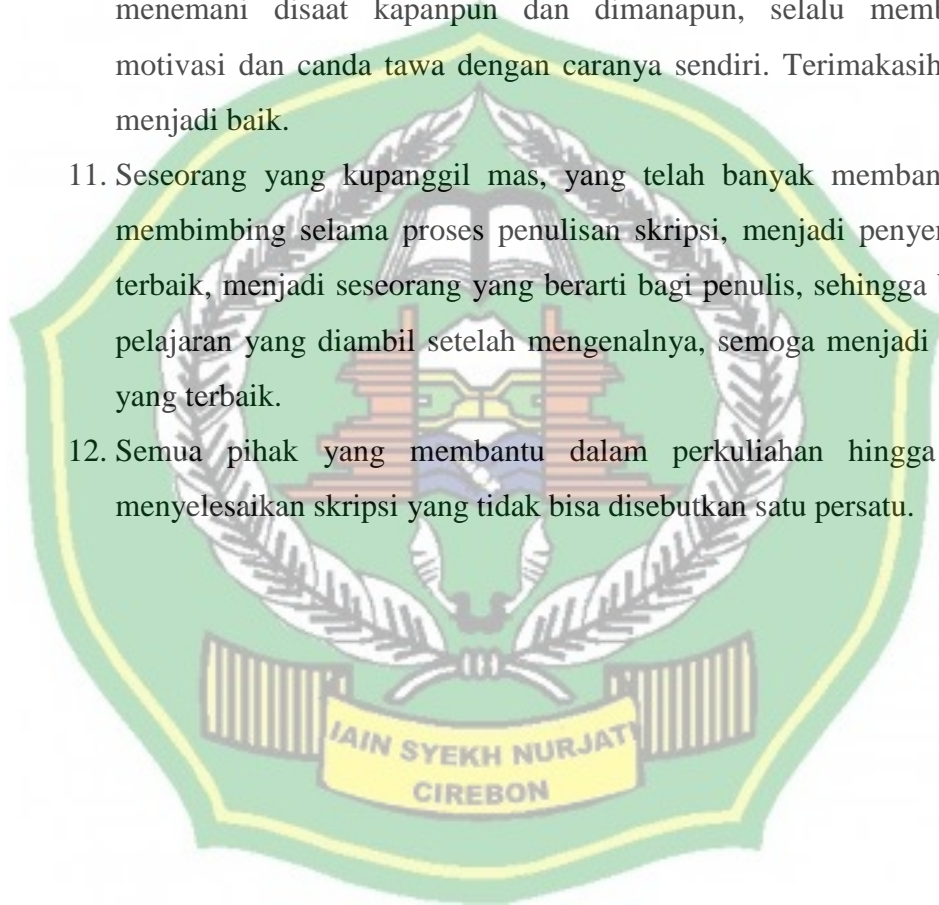 menemani disaat kapanpun dan dimanapun, selalu
motivasi dan canda tawa dengan caranya sendiri. Terimakasih
menjadi baik.
11. Seseorang yang kupanggil mas, yang telah banyak
membimbing selama proses penulisan skripsi, menjadi
terbaik, menjadi seseorang yang berarti bagi penulis, sehingga
pelajaran yang diambil setelah mengenalnya, semoga menjadi
yang terbaik.
12. Semua pihak yang membantu dalam perkuliahan hingga
menyelesaikan skripsi yang tidak bisa disebutkan satu persatu.
IAIN SYEKH NURJATI
CIREBON